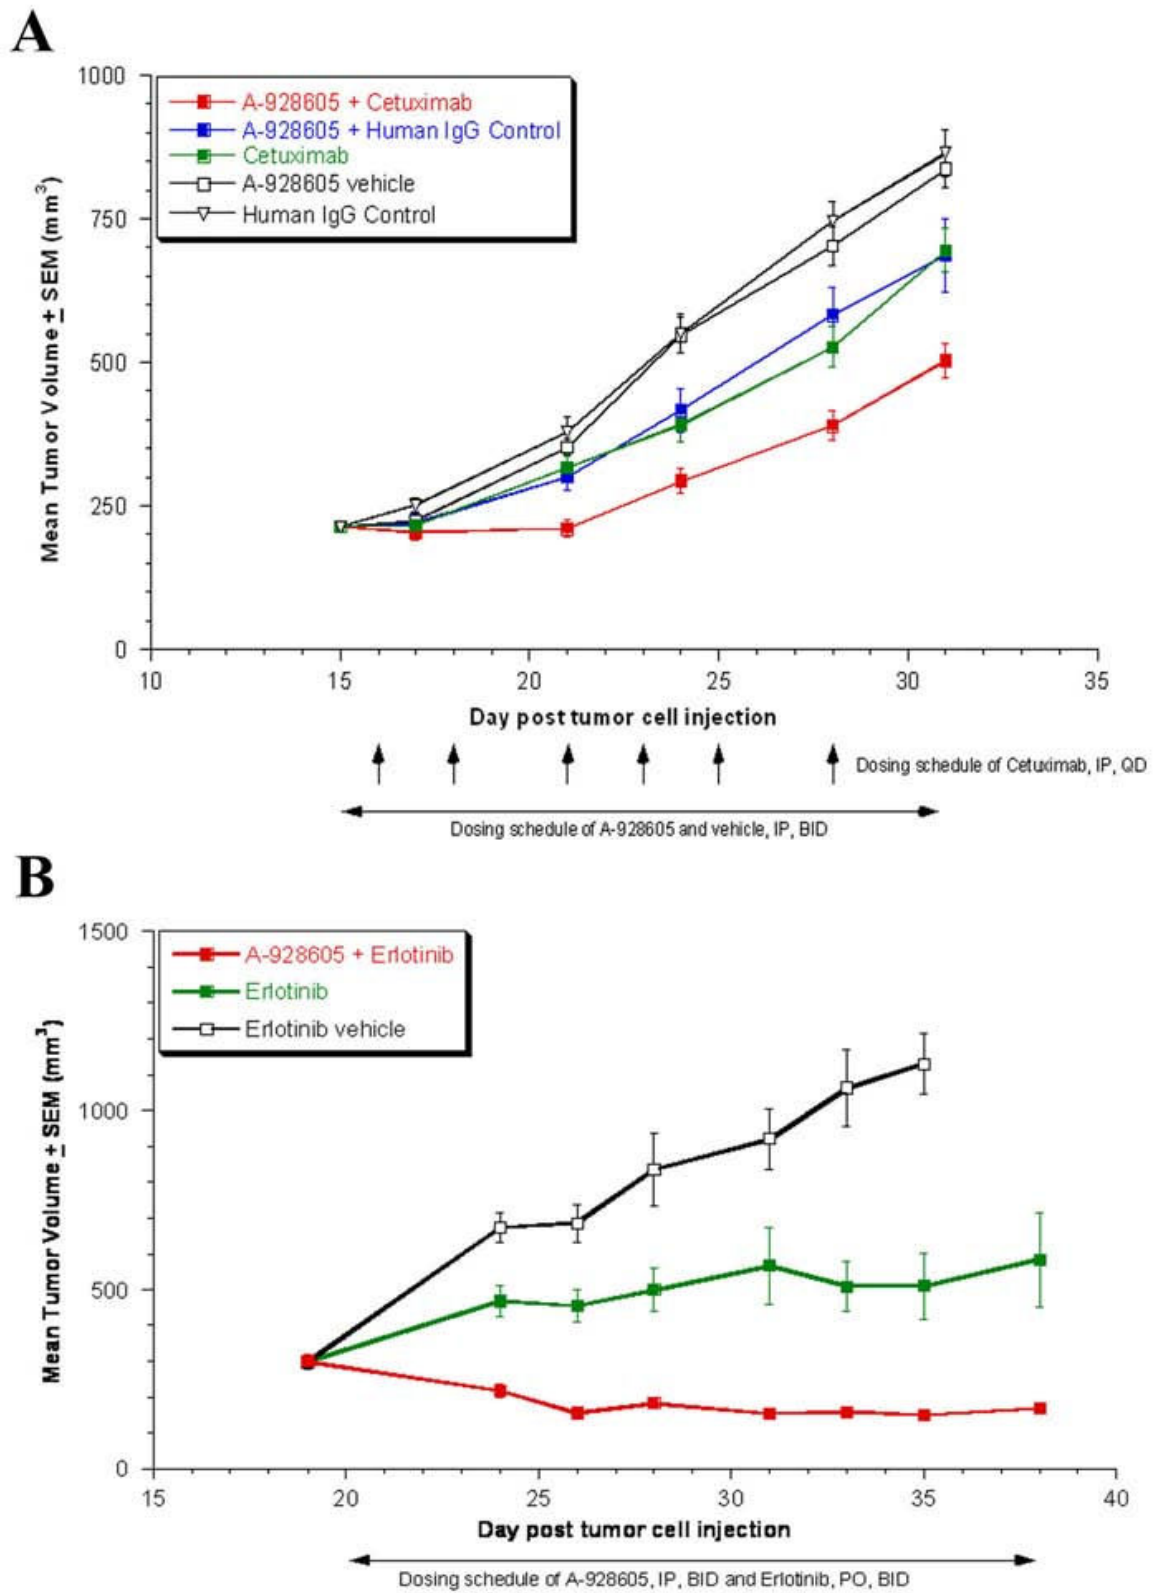 A
1000
750
500
250
0
Mean Tumor Volume ± SEM (mm³)
A-928605 + Cetuximab
A-928605 + Human IgG Control
Cetuximab
A-928605 vehicle
Human IgG Control
10 15 20 25 30 35
Day post tumor cell injection
Dosing schedule of Cetuximab, IP, QD
Dosing schedule of A-928605 and vehicle, IP, BID
B
1500
1000
500
0
Mean Tumor Volume ± SEM (mm³)
A-928605 + Erlotinib
Erlotinib
Erlotinib vehicle
15 20 25 30 35 40
Day post tumor cell injection
Dosing schedule of A-928605, IP, BID and Erlotinib, PO, BID